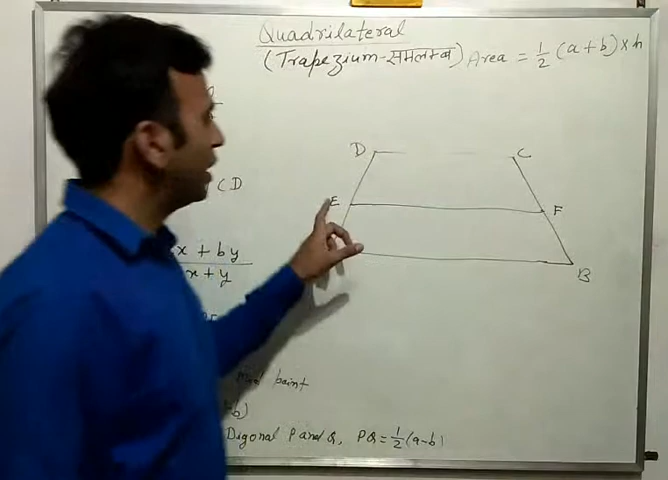 Quadrilateral
(Trapezium-समलम्ब) Area = 1/2 (a+b)×h
D C
CD
E F
x + by
x + y
B
mid point
Digonal P and Q, PQ = 1/2 (a-b)